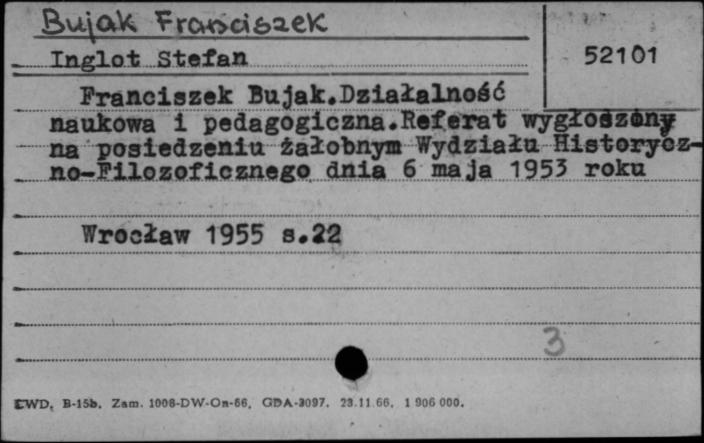 Bujak Franciszek
Inglot Stefan
52101
Franciszek Bujak.Działalność
naukowa i pedagogiczna.Referat wygłoszony
na posiedzeniu żałobnym Wydziału Historycz-
no-Filozoficznego dnia 6 maja 1953 roku
Wrocław 1955 s.22
3
CWD, B-15b. Zam. 1008-DW-On-66, GDA-3097. 23.11.66. 1 906 000.